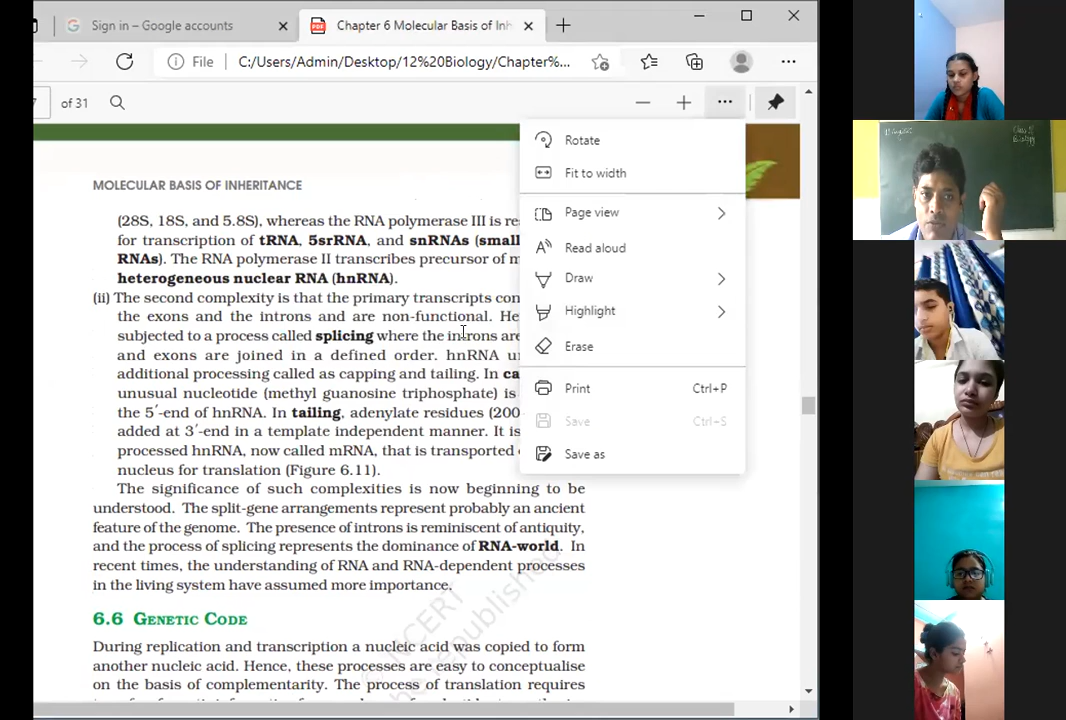 Sign in – Google accounts
Chapter 6 Molecular Basis of Inh
File
C:/Users/Admin/Desktop/12%20Biology/Chapter%...
7 of 31
MOLECULAR BASIS OF INHERITANCE
(28S, 18S, and 5.8S), whereas the RNA polymerase III is re
for transcription of tRNA, 5srRNA, and snRNAs (small
RNAs). The RNA polymerase II transcribes precursor of m
heterogeneous nuclear RNA (hnRNA).
(ii) The second complexity is that the primary transcripts con
the exons and the introns and are non-functional. He
subjected to a process called splicing where the introns are
and exons are joined in a defined order. hnRNA un
additional processing called as capping and tailing. In ca
unusual nucleotide (methyl guanosine triphosphate) is
the 5′-end of hnRNA. In tailing, adenylate residues (200
added at 3′-end in a template independent manner. It is
processed hnRNA, now called mRNA, that is transported
nucleus for translation (Figure 6.11).
The significance of such complexities is now beginning to be
understood. The split-gene arrangements represent probably an ancient
feature of the genome. The presence of introns is reminiscent of antiquity,
and the process of splicing represents the dominance of RNA-world. In
recent times, the understanding of RNA and RNA-dependent processes
in the living system have assumed more importance.
6.6 GENETIC CODE
During replication and transcription a nucleic acid was copied to form
another nucleic acid. Hence, these processes are easy to conceptualise
on the basis of complementarity. The process of translation requires
Rotate
Fit to width
Page view
Read aloud
Draw
Highlight
Erase
Print Ctrl+P
Save Ctrl+S
Save as
Biology